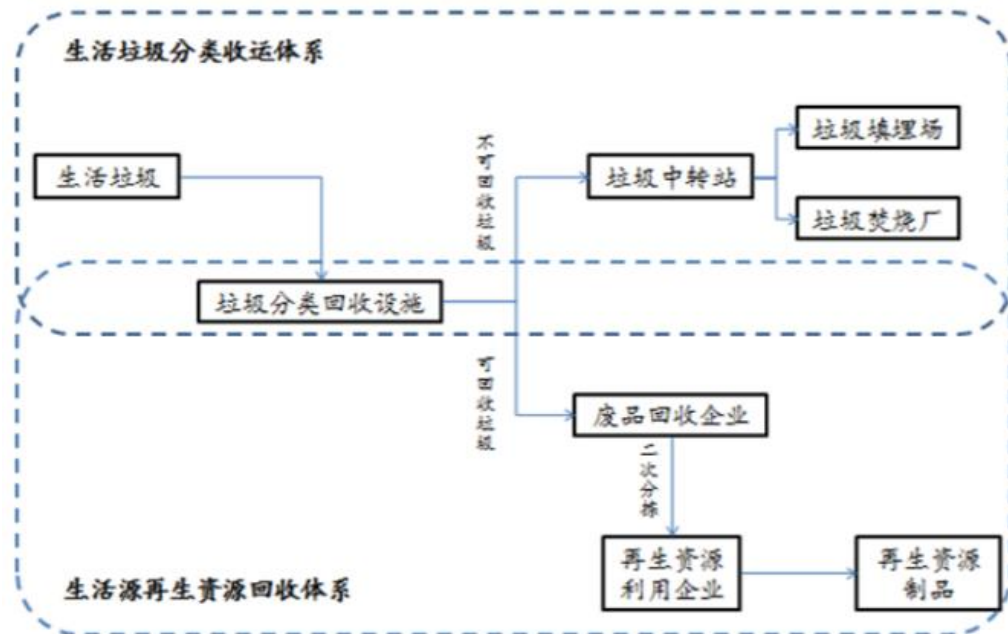 生活垃圾分类收运体系
垃圾填埋场
不可回收垃圾
生活垃圾
垃圾中转站
垃圾焚烧厂
垃圾分类回收设施
可回收垃圾
废品回收企业
二次分拣
再生资源
利用企业
再生资源
制品
生活源再生资源回收体系